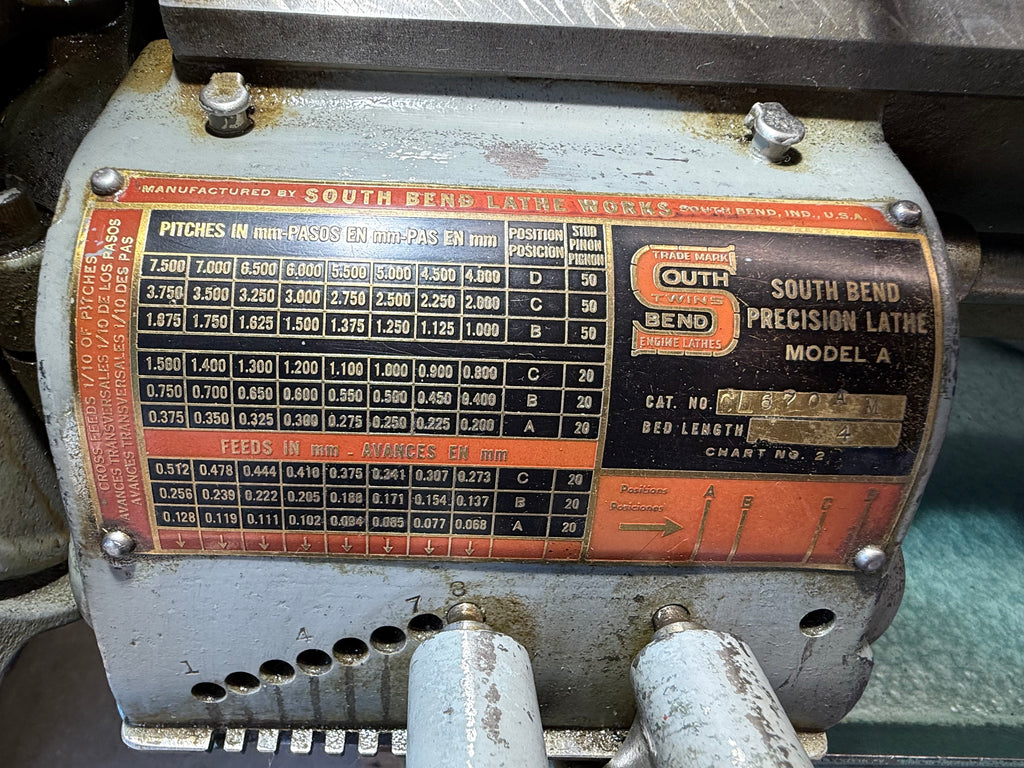 MANUFACTURED BY SOUTH BEND LATHE WORKS SOUTH BEND, IND., U.S.A.
CROSS-FEEDS 1/10 OF PITCHES
AVANCES TRANSVERSALES 1/10 DE LOS PASOS
AVANCES TRANSVERSALES 1/10 DES PAS
PITCHES IN mm-PASOS EN mm-PAS EN mm POSITION POSICIÓN STUD PINION PIGNON
7.500 7.000 6.500 6.000 5.500 5.000 4.500 4.000 D 50
3.750 3.500 3.250 3.000 2.750 2.500 2.250 2.000 C 50
1.875 1.750 1.625 1.500 1.375 1.250 1.125 1.000 B 50
1.500 1.400 1.300 1.200 1.100 1.000 0.900 0.800 C 20
0.750 0.700 0.650 0.600 0.550 0.500 0.450 0.400 B 20
0.375 0.350 0.325 0.300 0.275 0.250 0.225 0.200 A 20
FEEDS IN mm - AVANCES EN mm
0.512 0.478 0.444 0.410 0.375 0.341 0.307 0.273 C 20
0.256 0.239 0.222 0.205 0.188 0.171 0.154 0.137 B 20
0.128 0.119 0.111 0.102 0.094 0.085 0.077 0.068 A 20
TRADE MARK
SOUTH
TWINS
BEND
ENGINE LATHES
SOUTH BEND
PRECISION LATHE
MODEL A
CAT. NO. CL 670 A M
BED LENGTH 4
CHART NO. 2
Positions
Posiciones
A B C D
1 4 7 8